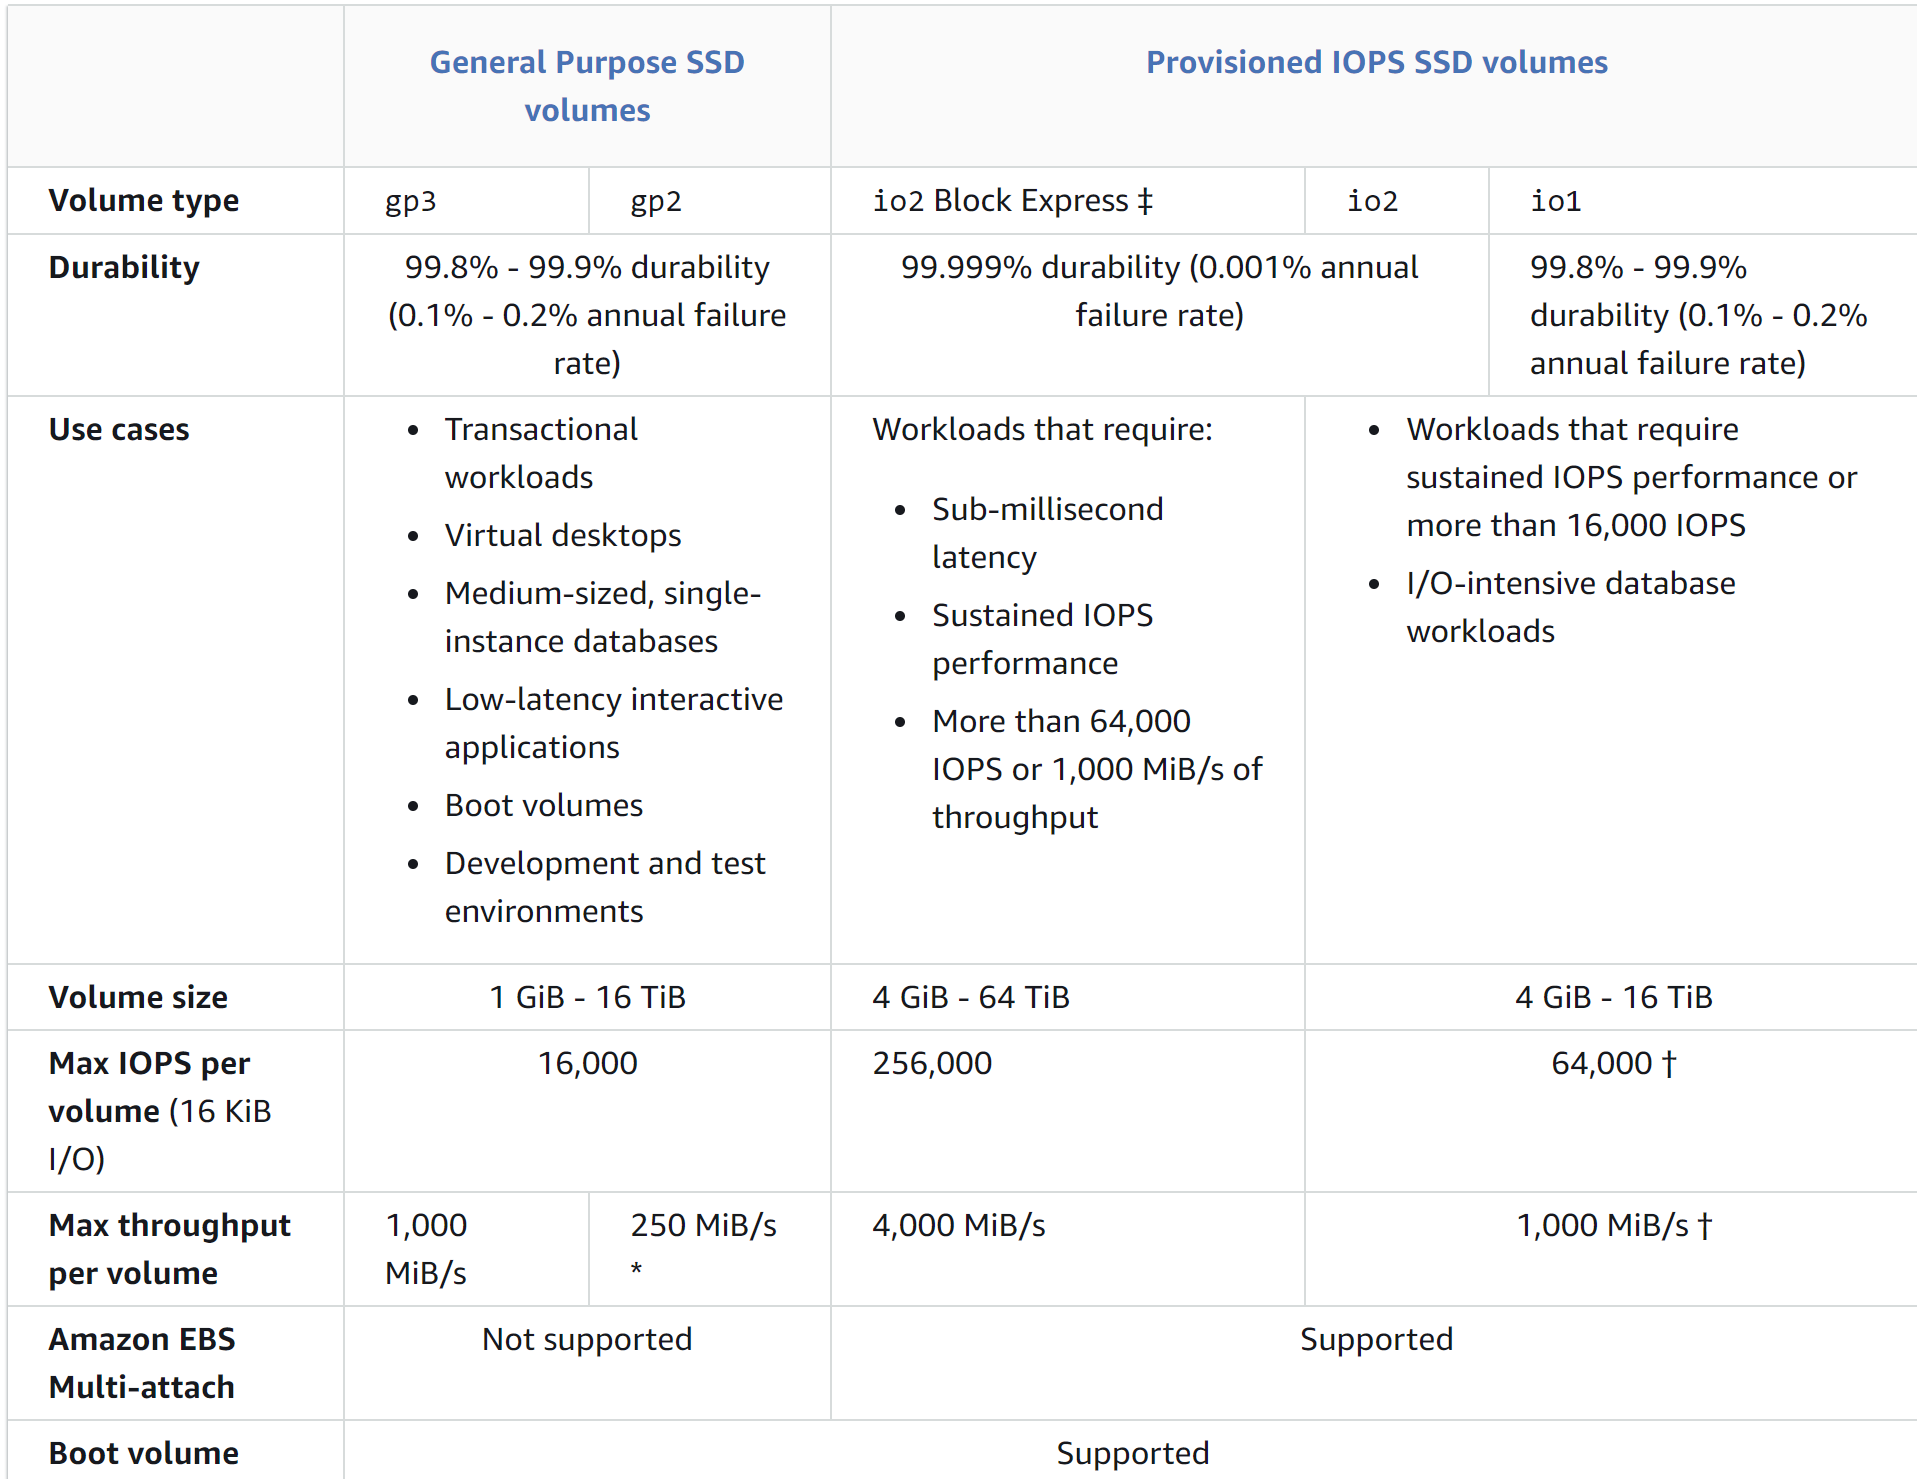 General Purpose SSD
volumes
Provisioned IOPS SSD volumes
Volume type
gp3
gp2
io2 Block Express ‡
io2
io1
Durability
99.8% - 99.9% durability
(0.1% - 0.2% annual failure
rate)
99.999% durability (0.001% annual
failure rate)
99.8% - 99.9%
durability (0.1% - 0.2%
annual failure rate)
Use cases
• Transactional
workloads
• Virtual desktops
• Medium-sized, single-
instance databases
• Low-latency interactive
applications
• Boot volumes
• Development and test
environments
Workloads that require:
• Sub-millisecond
latency
• Sustained IOPS
performance
• More than 64,000
IOPS or 1,000 MiB/s of
throughput
• Workloads that require
sustained IOPS performance or
more than 16,000 IOPS
• I/O-intensive database
workloads
Volume size
1 GiB - 16 TiB
4 GiB - 64 TiB
4 GiB - 16 TiB
Max IOPS per
volume (16 KiB
I/O)
16,000
256,000
64,000 †
Max throughput
per volume
1,000
MiB/s
250 MiB/s
*
4,000 MiB/s
1,000 MiB/s †
Amazon EBS
Multi-attach
Not supported
Supported
Boot volume
Supported